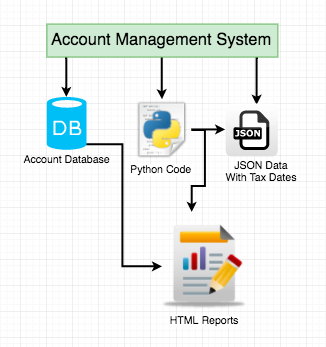 Account Management System
DB
Account Database
Python Code
JSON
JSON Data
With Tax Dates
HTML Reports